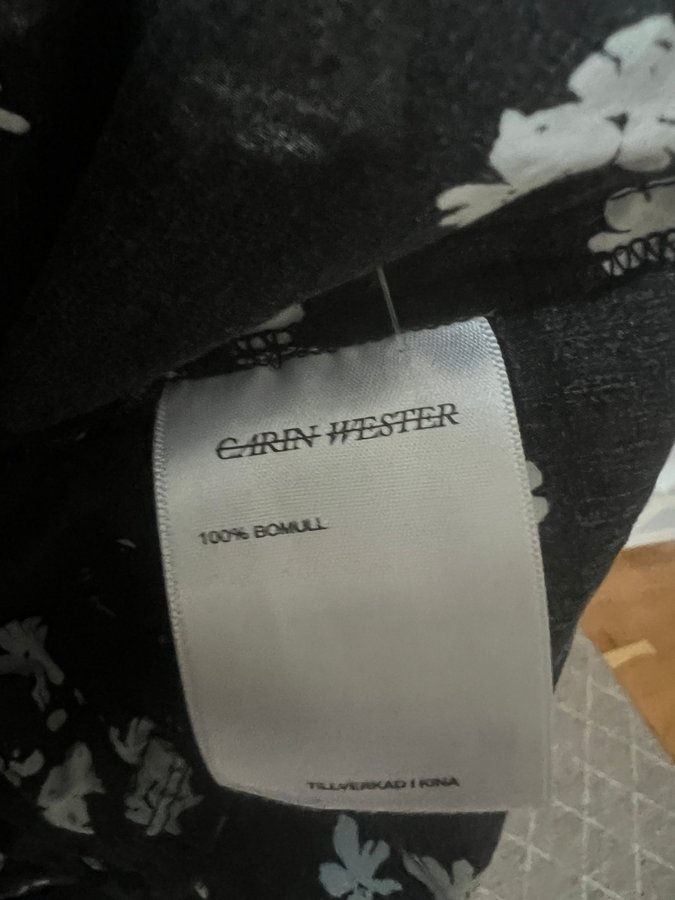 CARIN WESTER
100% BOMULL
TILLVERKAD I KINA